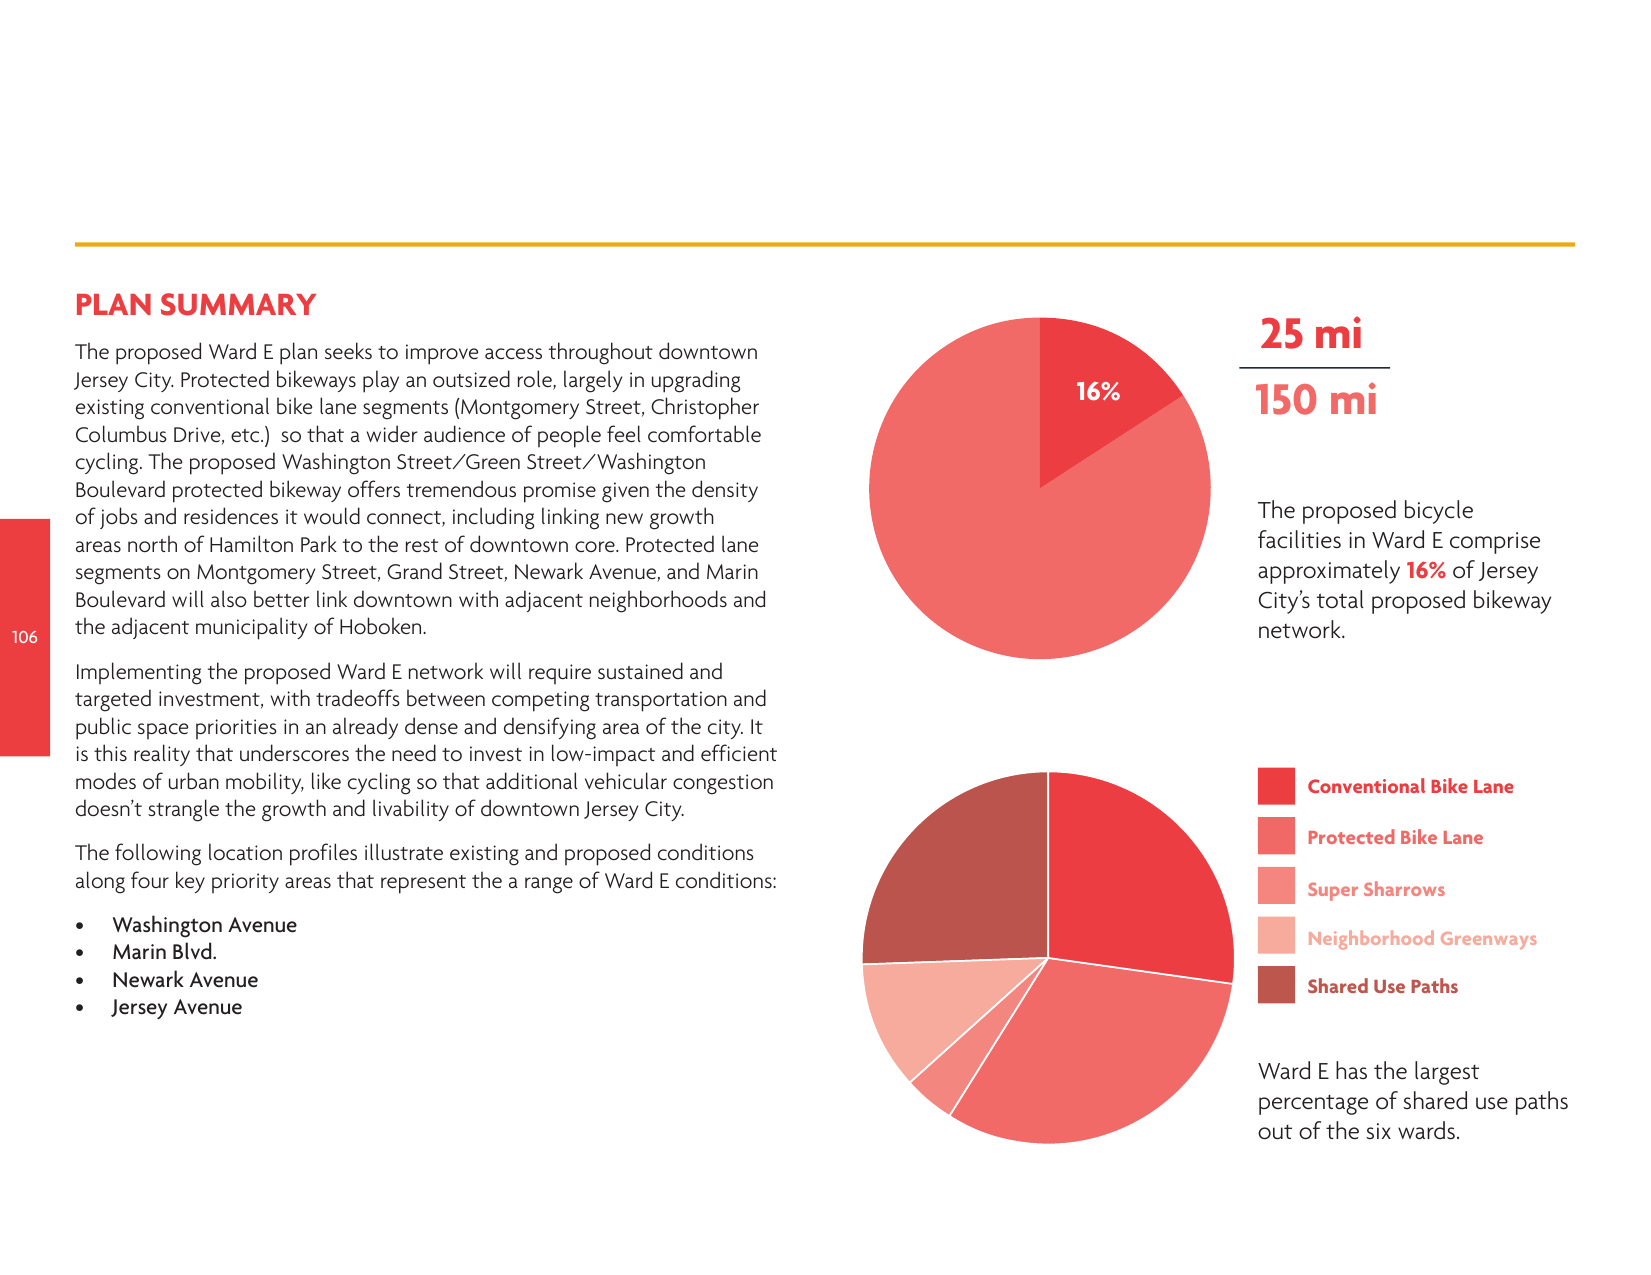 PLAN SUMMARY
The proposed Ward E plan seeks to improve access throughout downtown
Jersey City. Protected bikeways play an outsized role, largely in upgrading
existing conventional bike lane segments (Montgomery Street, Christopher
Columbus Drive, etc.)  so that a wider audience of people feel comfortable
cycling. The proposed Washington Street/Green Street/Washington
Boulevard protected bikeway offers tremendous promise given the density
of jobs and residences it would connect, including linking new growth
areas north of Hamilton Park to the rest of downtown core. Protected lane
segments on Montgomery Street, Grand Street, Newark Avenue, and Marin
Boulevard will also better link downtown with adjacent neighborhoods and
the adjacent municipality of Hoboken.
Implementing the proposed Ward E network will require sustained and
targeted investment, with tradeoffs between competing transportation and
public space priorities in an already dense and densifying area of the city. It
is this reality that underscores the need to invest in low-impact and efficient
modes of urban mobility, like cycling so that additional vehicular congestion
doesn't strangle the growth and livability of downtown Jersey City.
The following location profiles illustrate existing and proposed conditions
along four key priority areas that represent the a range of Ward E conditions:
• Washington Avenue
• Marin Blvd.
• Newark Avenue
• Jersey Avenue
106
16%
25 mi
150 mi
The proposed bicycle
facilities in Ward E comprise
approximately 16% of Jersey
City's total proposed bikeway
network.
Conventional Bike Lane
Protected Bike Lane
Super Sharrows
Neighborhood Greenways
Shared Use Paths
Ward E has the largest
percentage of shared use paths
out of the six wards.